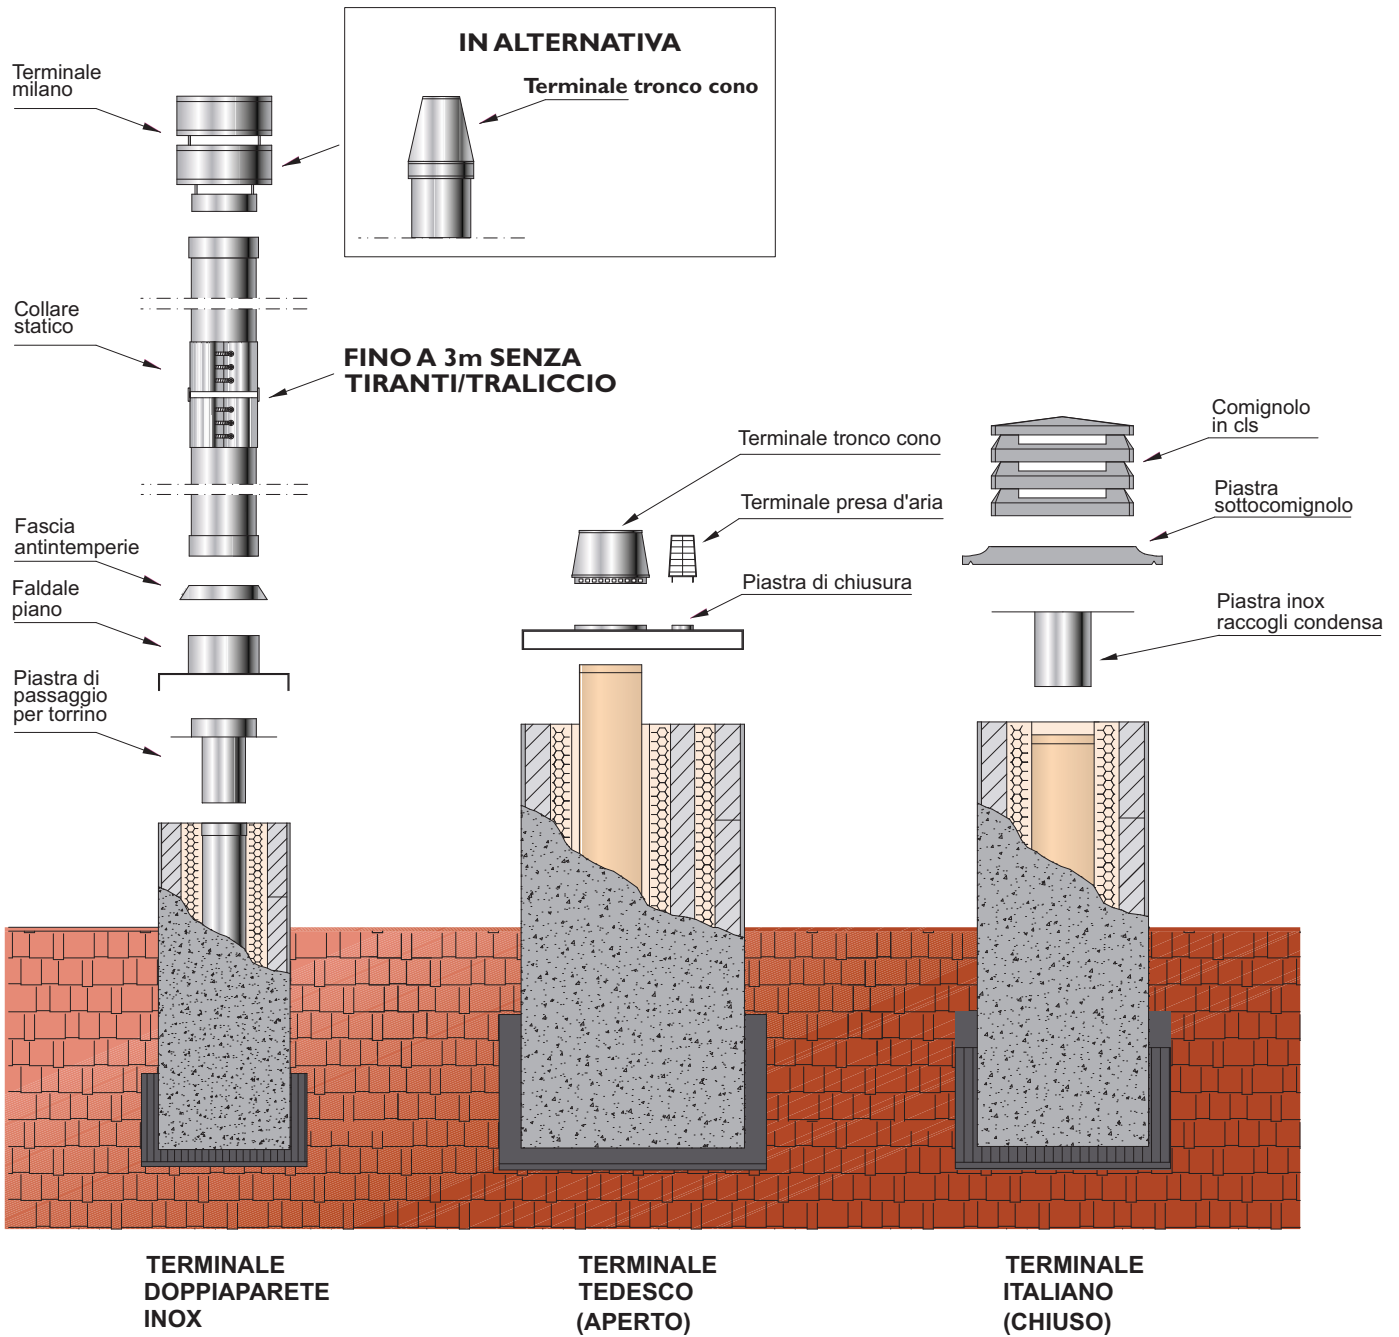 IN ALTERNATIVA
Terminale tronco cono
Terminale
milano
Collare
statico
FINO A 3m SENZA
TIRANTI/TRALICCIO
Fascia
antintemperie
Faldale
piano
Piastra di
passaggio
per torrino
Terminale tronco cono
Terminale presa d'aria
Piastra di chiusura
Comignolo
in cls
Piastra
sottocomignolo
Piastra inox
raccogli condensa
TERMINALE
DOPPIAPARETE
INOX
TERMINALE
TEDESCO
(APERTO)
TERMINALE
ITALIANO
(CHIUSO)